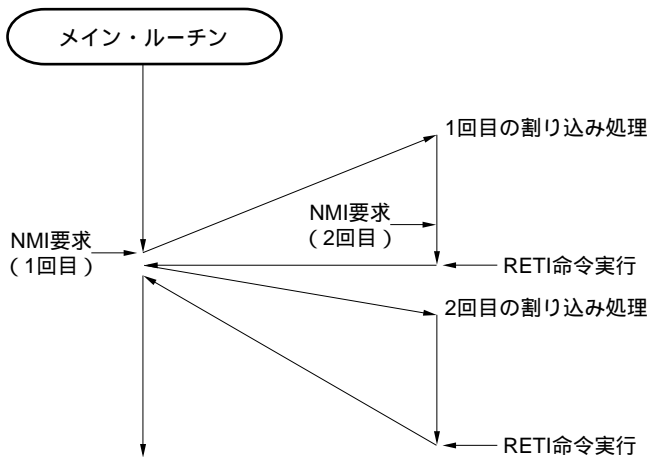 メイン・ルーチン
1回目の割り込み処理
NMI要求
（2回目）
NMI要求
（1回目）
RETI命令実行
2回目の割り込み処理
RETI命令実行